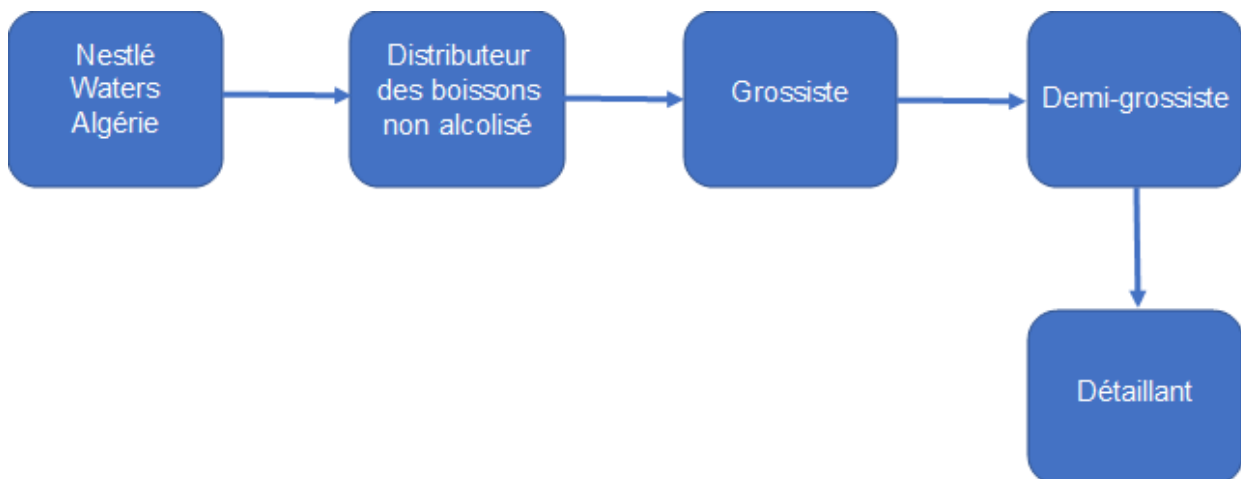 Nestlé
Waters
Algérie
Distributeur
des boissons
non alcolisé
Grossiste
Demi-grossiste
Détaillant